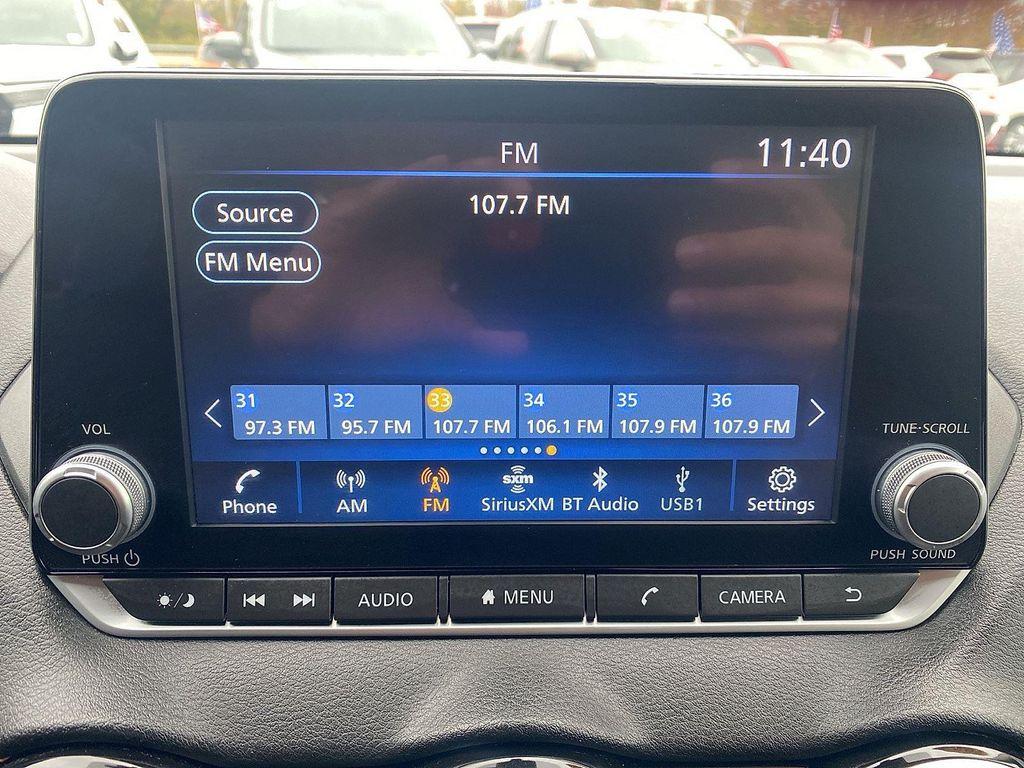 FM
11:40
Source
107.7 FM
FM Menu
31 32 33 34 35 36
97.3 FM 95.7 FM 107.7 FM 106.1 FM 107.9 FM 107.9 FM
VOL
TUNE·SCROLL
sxm
Phone AM FM SiriusXM BT Audio USB1 Settings
PUSH
PUSH SOUND
AUDIO MENU CAMERA